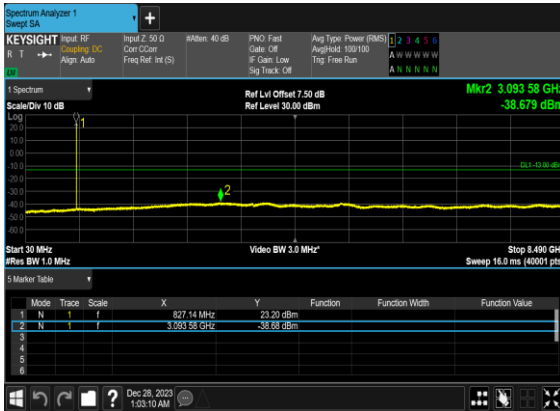 Spectrum Analyzer 1
Swept SA
KEYSIGHT
R T
Input: RF
Coupling: DC
Align: Auto
Input Z: 50 Ω
Corr CCorr
Freq Ref: Int (S)
#Atten: 40 dB
PNO: Fast
Gate: Off
IF Gain: Low
Sig Track: Off
Avg Type: Power (RMS)
Avg|Hold: 100/100
Trig: Free Run
1 2 3 4 5 6
A W W W W W
A N N N N N
1 Spectrum
Scale/Div 10 dB
Ref Lvl Offset 7.50 dB
Ref Level 30.00 dBm
Mkr2 3.093 58 GHz
-38.679 dBm
Log
20.0
10.0
0.00
-10.0
-20.0
-30.0
-40.0
-50.0
-60.0
1
2
DL1 -13.00 dBm
Start 30 MHz
#Res BW 1.0 MHz
Video BW 3.0 MHz*
Stop 8.490 GHz
Sweep 16.0 ms (40001 pts)
5 Marker Table
Mode Trace Scale X Y Function Function Width Function Value
1 N 1 f 827.14 MHz 23.20 dBm
2 N 1 f 3.093 58 GHz -38.68 dBm
3
4
5
6
?
Dec 28, 2023
1:03:10 AM